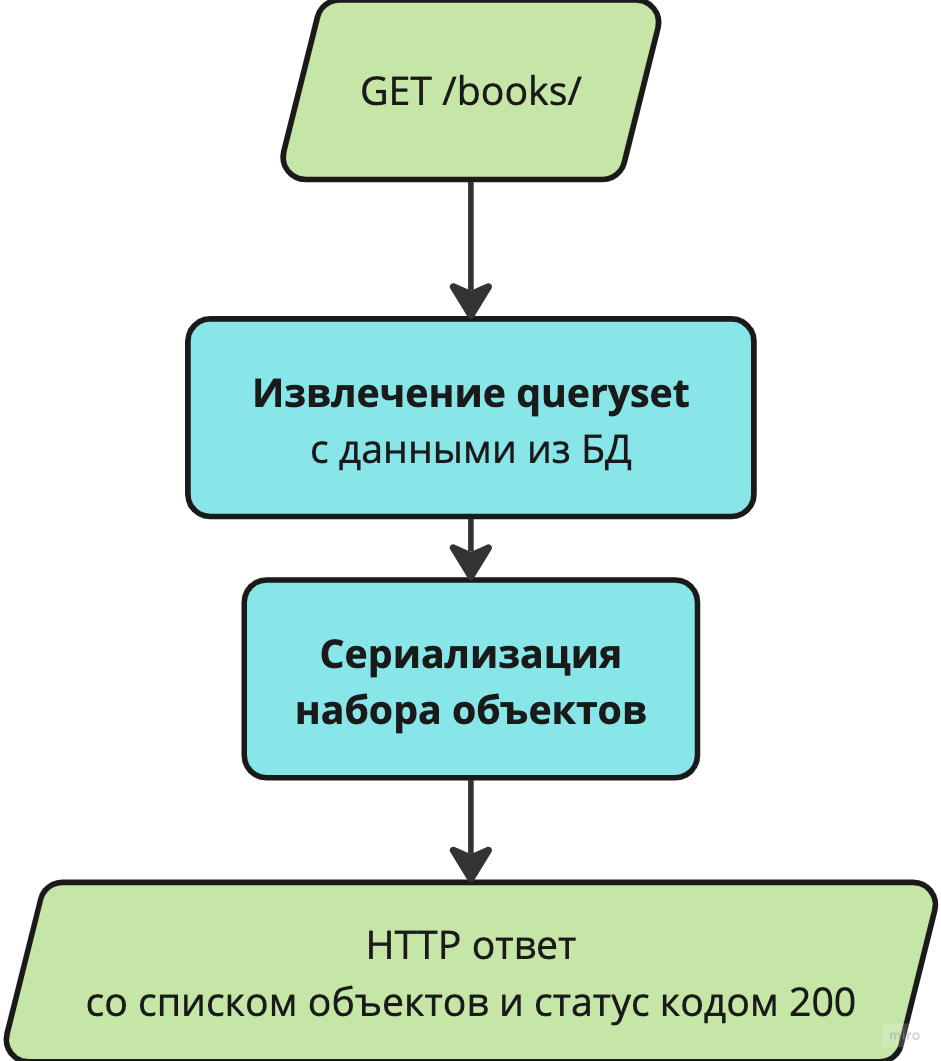 GET /books/
Извлечение queryset
с данными из БД
Сериализация
набора объектов
HTTP ответ
со списком объектов и статус кодом 200
miro